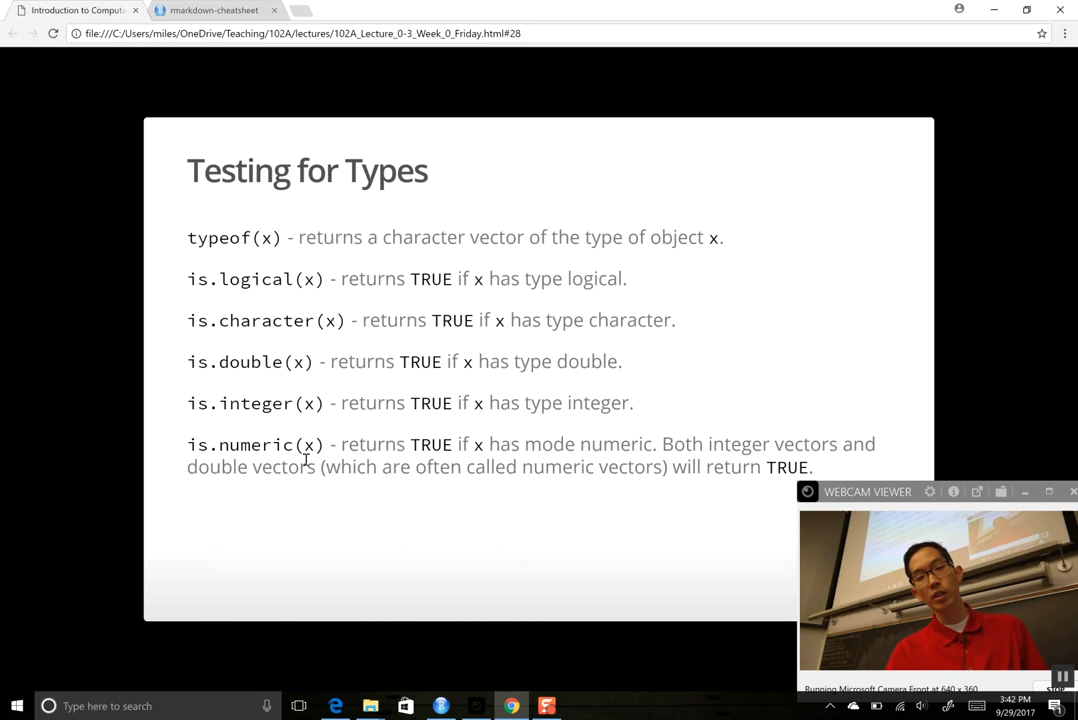 Introduction to Computa
rmarkdown-cheatsheet
file:///C:/Users/miles/OneDrive/Teaching/102A/lectures/102A_Lecture_0-3_Week_0_Friday.html#28
Testing for Types
typeof(x) - returns a character vector of the type of object x.
is.logical(x) - returns TRUE if x has type logical.
is.character(x) - returns TRUE if x has type character.
is.double(x) - returns TRUE if x has type double.
is.integer(x) - returns TRUE if x has type integer.
is.numeric(x) - returns TRUE if x has mode numeric. Both integer vectors and
double vectors (which are often called numeric vectors) will return TRUE.
WEBCAM VIEWER
Running Microsoft Camera Front at 640 x 360
STOP
Type here to search
3:42 PM
9/29/2017